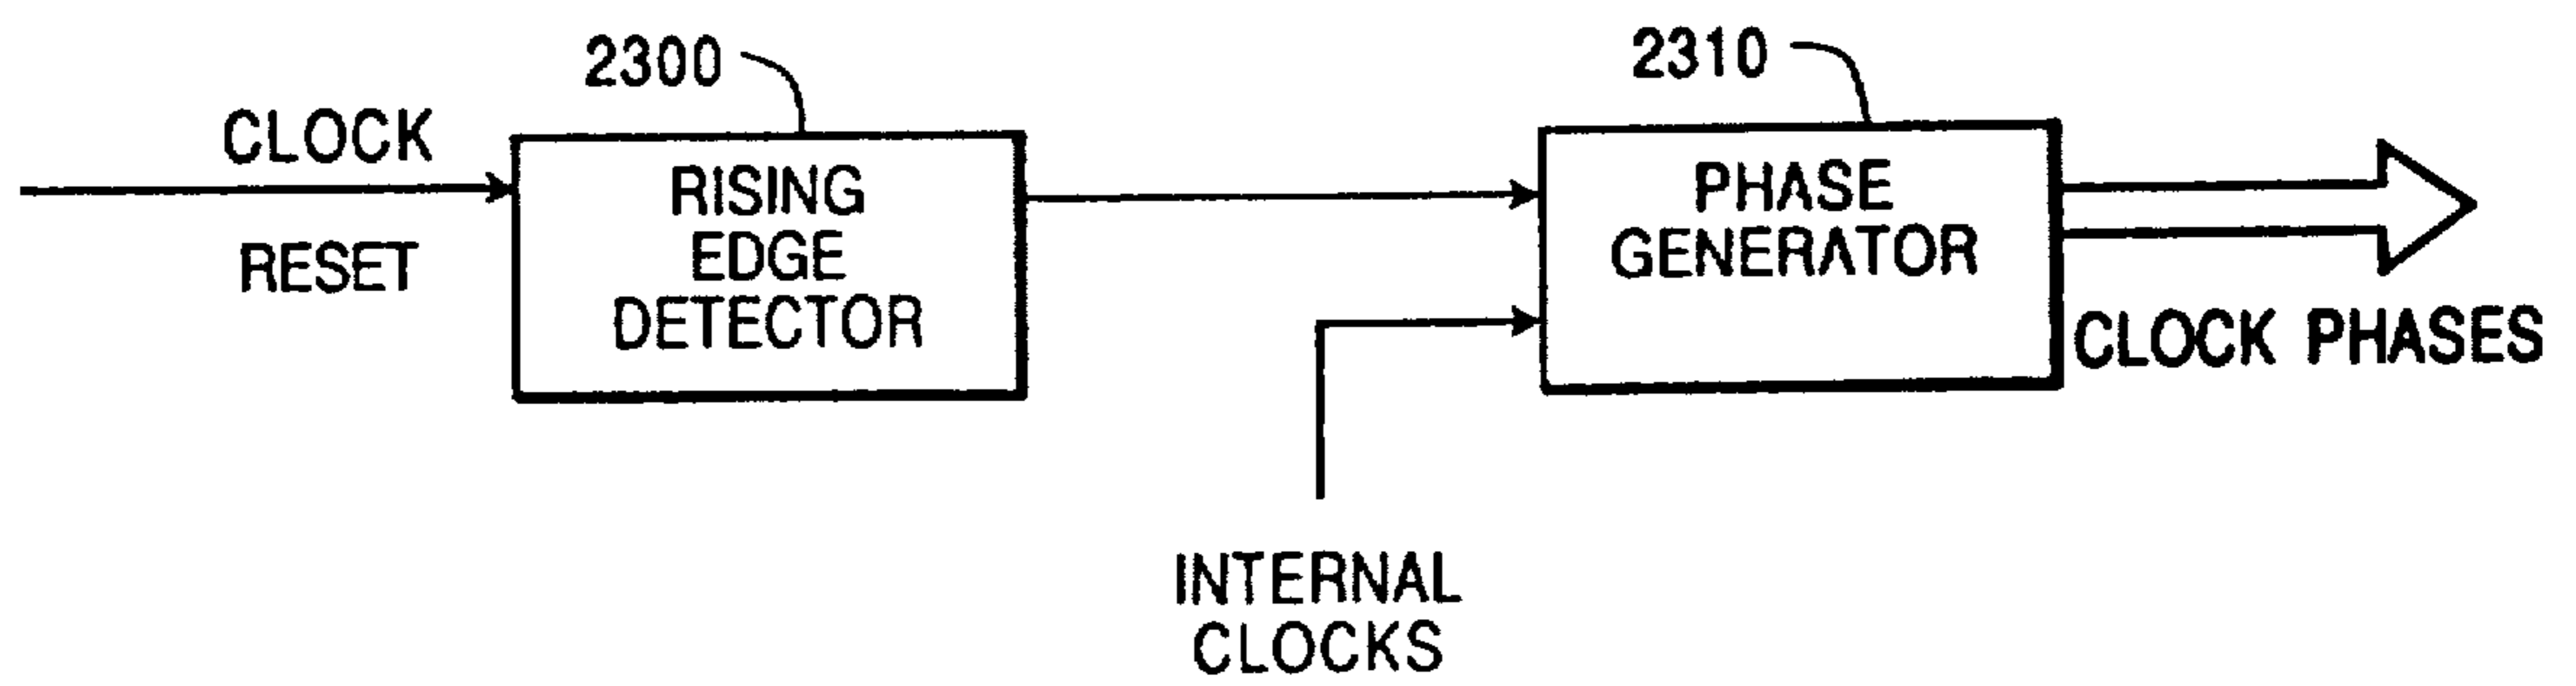 2300
2310
CLOCK
RESET
RISING
EDGE
DETECTOR
PHASE
GENERATOR
CLOCK PHASES
INTERNAL
CLOCKS